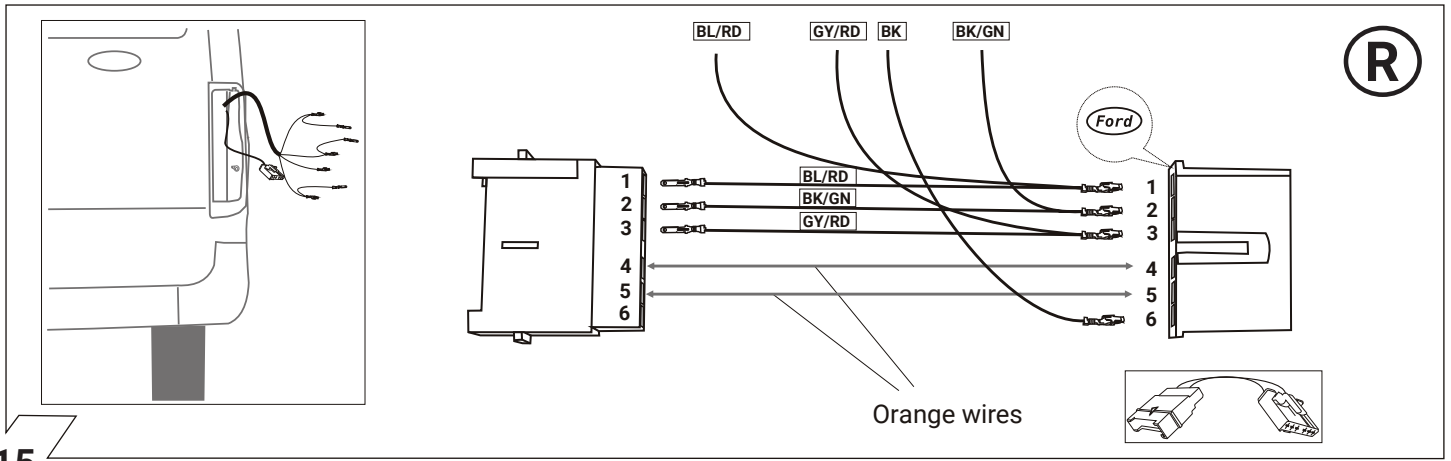 BL/RD GY/RD BK BK/GN
R
Ford
1 BL/RD 1
2 BK/GN 2
3 GY/RD 3
4 4
5 5
6 6
Orange wires
15